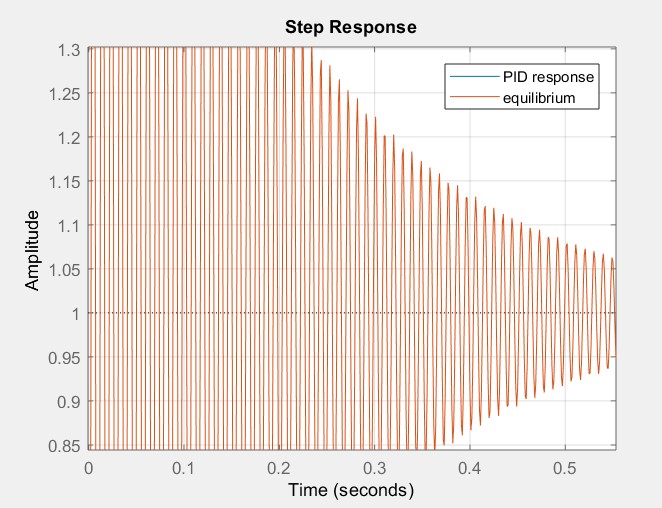 Step Response
1.3
1.25
1.2
1.15
1.1
1.05
1
0.95
0.9
0.85
Amplitude
PID response
equilibrium
0 0.1 0.2 0.3 0.4 0.5
Time (seconds)